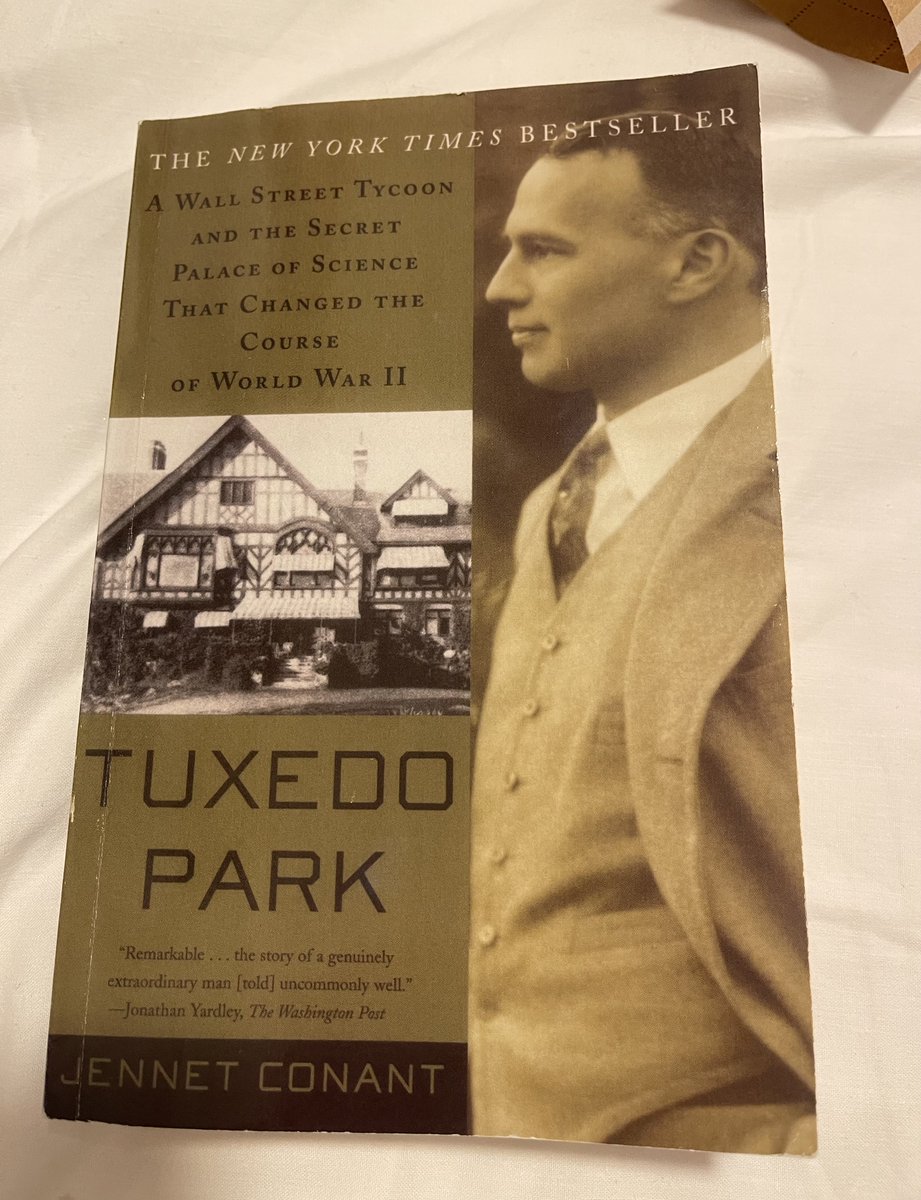 THE NEW YORK TIMES BESTSELLER
A WALL STREET TYCOON
AND THE SECRET
PALACE OF SCIENCE
THAT CHANGED THE
COURSE
OF WORLD WAR II
TUXEDO
PARK
“Remarkable . . . the story of a genuinely
extraordinary man [told] uncommonly well.”
—Jonathan Yardley, The Washington Post
JENNET CONANT